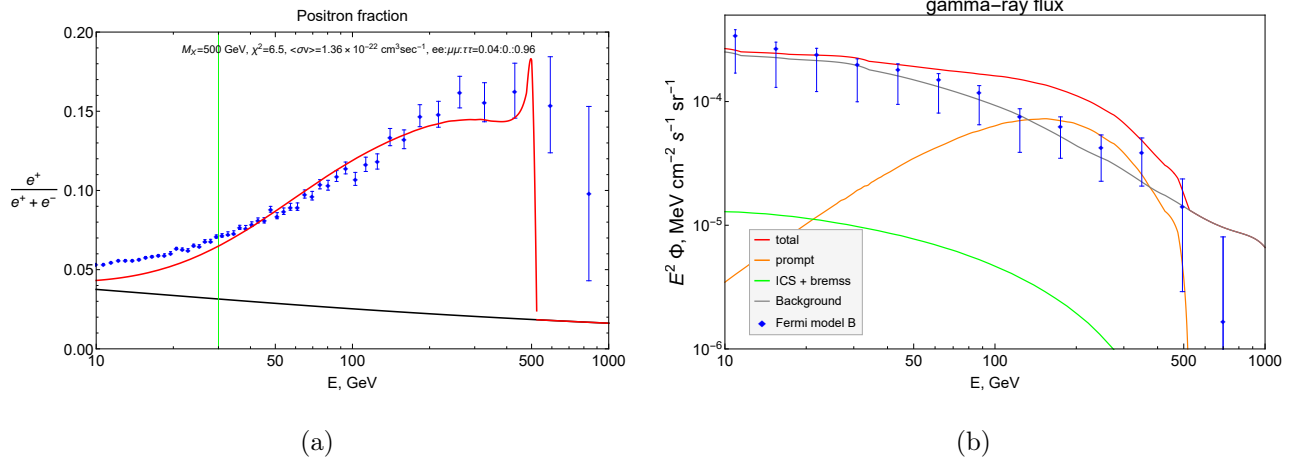 Positron fraction
M_X=500 GeV, χ²=6.5, <σv>=1.36 × 10⁻²² cm³sec⁻¹, ee:μμ:ττ=0.04:0.:0.96
0.20
0.15
0.10
0.05
0.00
e⁺
e⁺ + e⁻
10
50
100
500
1000
E, GeV
(a)
gamma-ray flux
10⁻⁴
10⁻⁵
10⁻⁶
E² Φ, MeV cm⁻² s⁻¹ sr⁻¹
total
prompt
ICS + bremss
Background
Fermi model B
10
50
100
500
1000
E, GeV
(b)